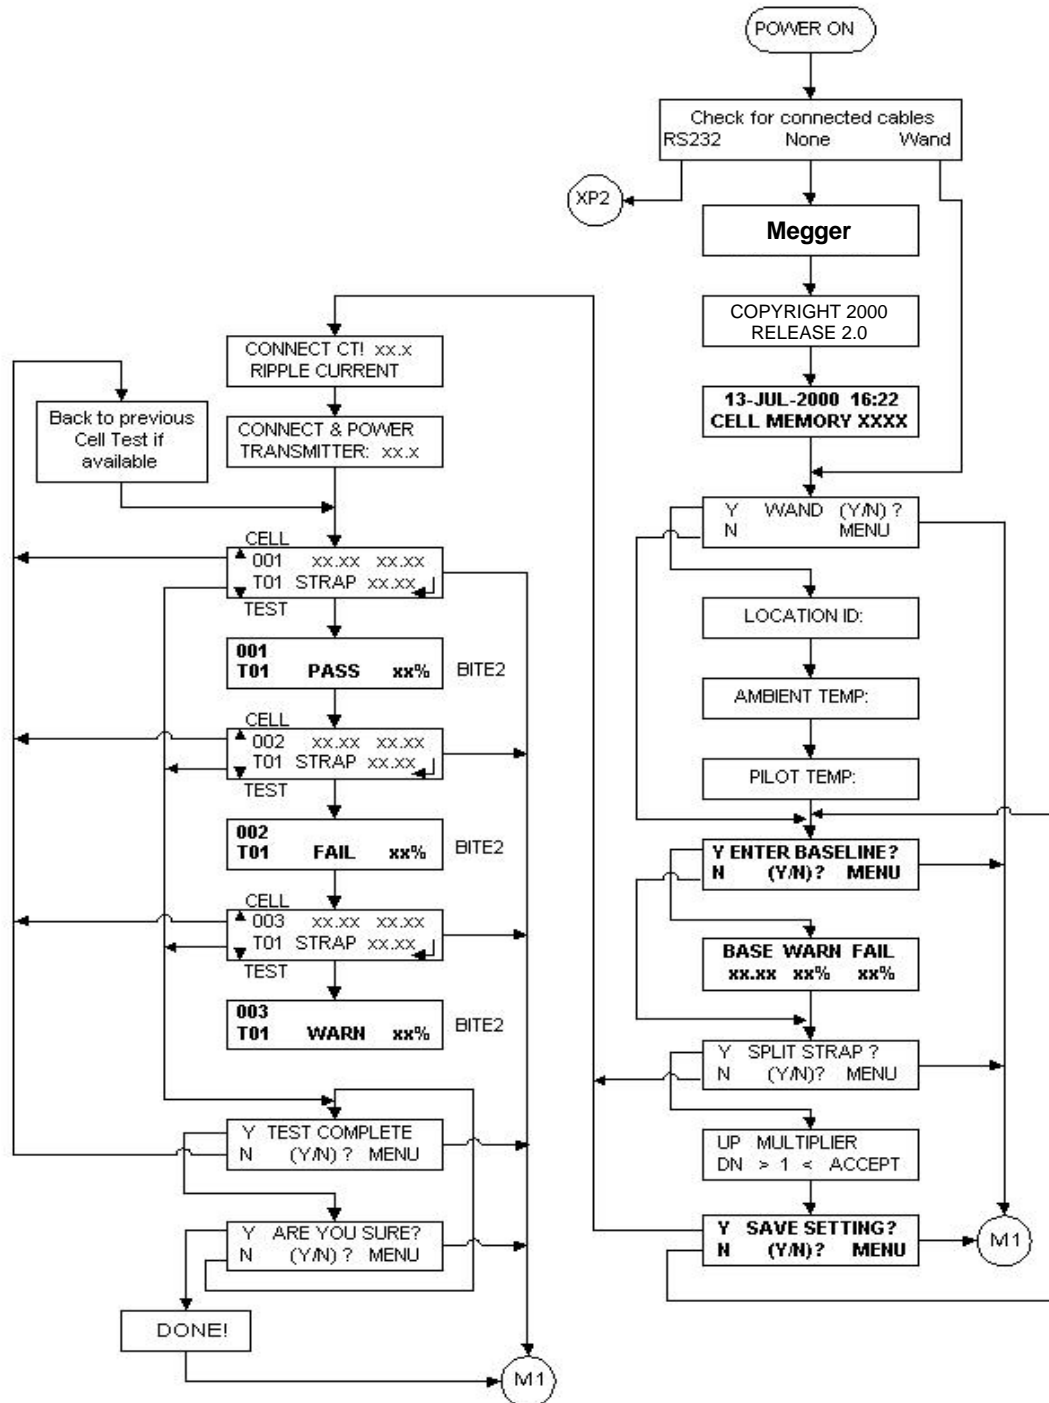 POWER ON
Check for connected cables
RS232 None Wand
XP2
Megger
COPYRIGHT 2000
RELEASE 2.0
13-JUL-2000 16:22
CELL MEMORY XXXX
Y WAND (Y/N) ?
N MENU
LOCATION ID:
AMBIENT TEMP:
PILOT TEMP:
Y ENTER BASELINE?
N (Y/N)? MENU
BASE WARN FAIL
xx.xx xx% xx%
Y SPLIT STRAP ?
N (Y/N)? MENU
UP MULTIPLIER
DN > 1 < ACCEPT
Y SAVE SETTING?
N (Y/N)? MENU
M1
CONNECT CT! xx.x
RIPPLE CURRENT
Back to previous
Cell Test if
available
CONNECT & POWER
TRANSMITTER: xx.x
CELL
001 xx.xx xx.xx
T01 STRAP xx.xx
TEST
001
T01 PASS xx%
BITE2
CELL
002 xx.xx xx.xx
T01 STRAP xx.xx
TEST
002
T01 FAIL xx%
BITE2
CELL
003 xx.xx xx.xx
T01 STRAP xx.xx
TEST
003
T01 WARN xx%
BITE2
Y TEST COMPLETE
N (Y/N) ? MENU
Y ARE YOU SURE?
N (Y/N) ? MENU
DONE!
M1